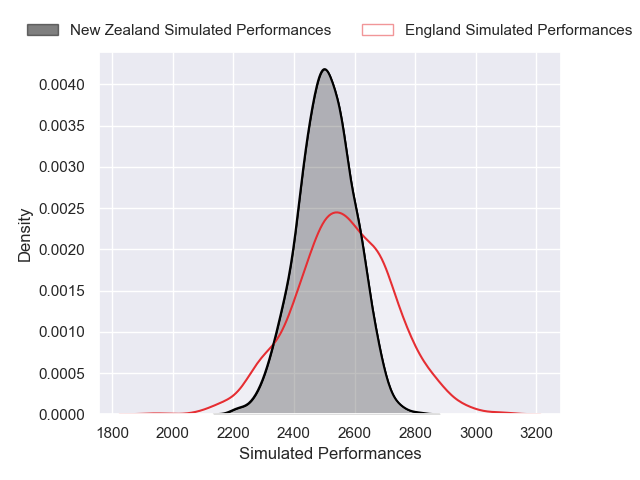 New Zealand Simulated Performances England Simulated Performances
0.0040
0.0035
0.0030
0.0025
0.0020
0.0015
0.0010
0.0005
0.0000
Density
1800 2000 2200 2400 2600 2800 3000 3200
Simulated Performances